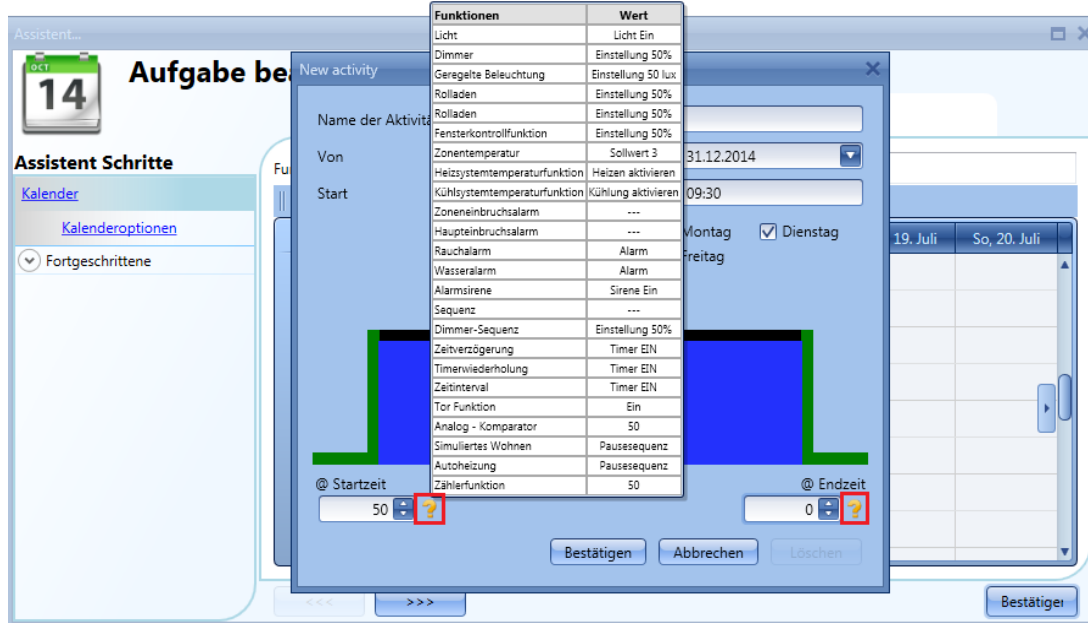 Assistent...
OCT
14
Aufgabe bea
Assistent Schritte
Kalender
Kalenderoptionen
Fortgeschrittene
Fu
New activity
Name der Aktivitä
Von
31.12.2014
Start
09:30
Montag
Dienstag
Freitag
19. Juli
So, 20. Juli
Funktionen Wert
Licht Licht Ein
Dimmer Einstellung 50%
Geregelte Beleuchtung Einstellung 50 lux
Rolladen Einstellung 50%
Rolladen Einstellung 50%
Fensterkontrollfunktion Einstellung 50%
Zonentemperatur Sollwert 3
Heizsystemtemperaturfunktion Heizen aktivieren
Kühlsystemtemperaturfunktion Kühlung aktivieren
Zoneneinbruchsalarm ---
Haupteinbruchsalarm ---
Rauchalarm Alarm
Wasseralarm Alarm
Alarmsirene Sirene Ein
Sequenz ---
Dimmer-Sequenz Einstellung 50%
Zeitverzögerung Timer EIN
Timerwiederholung Timer EIN
Zeitinterval Timer EIN
Tor Funktion Ein
Analog - Komparator 50
Simuliertes Wohnen Pausesequenz
Autoheizung Pausesequenz
Zählerfunktion 50
@ Startzeit
50 ?
@ Endzeit
0 ?
Bestätigen
Abbrechen
Löschen
<<<
>>>
Bestätiger